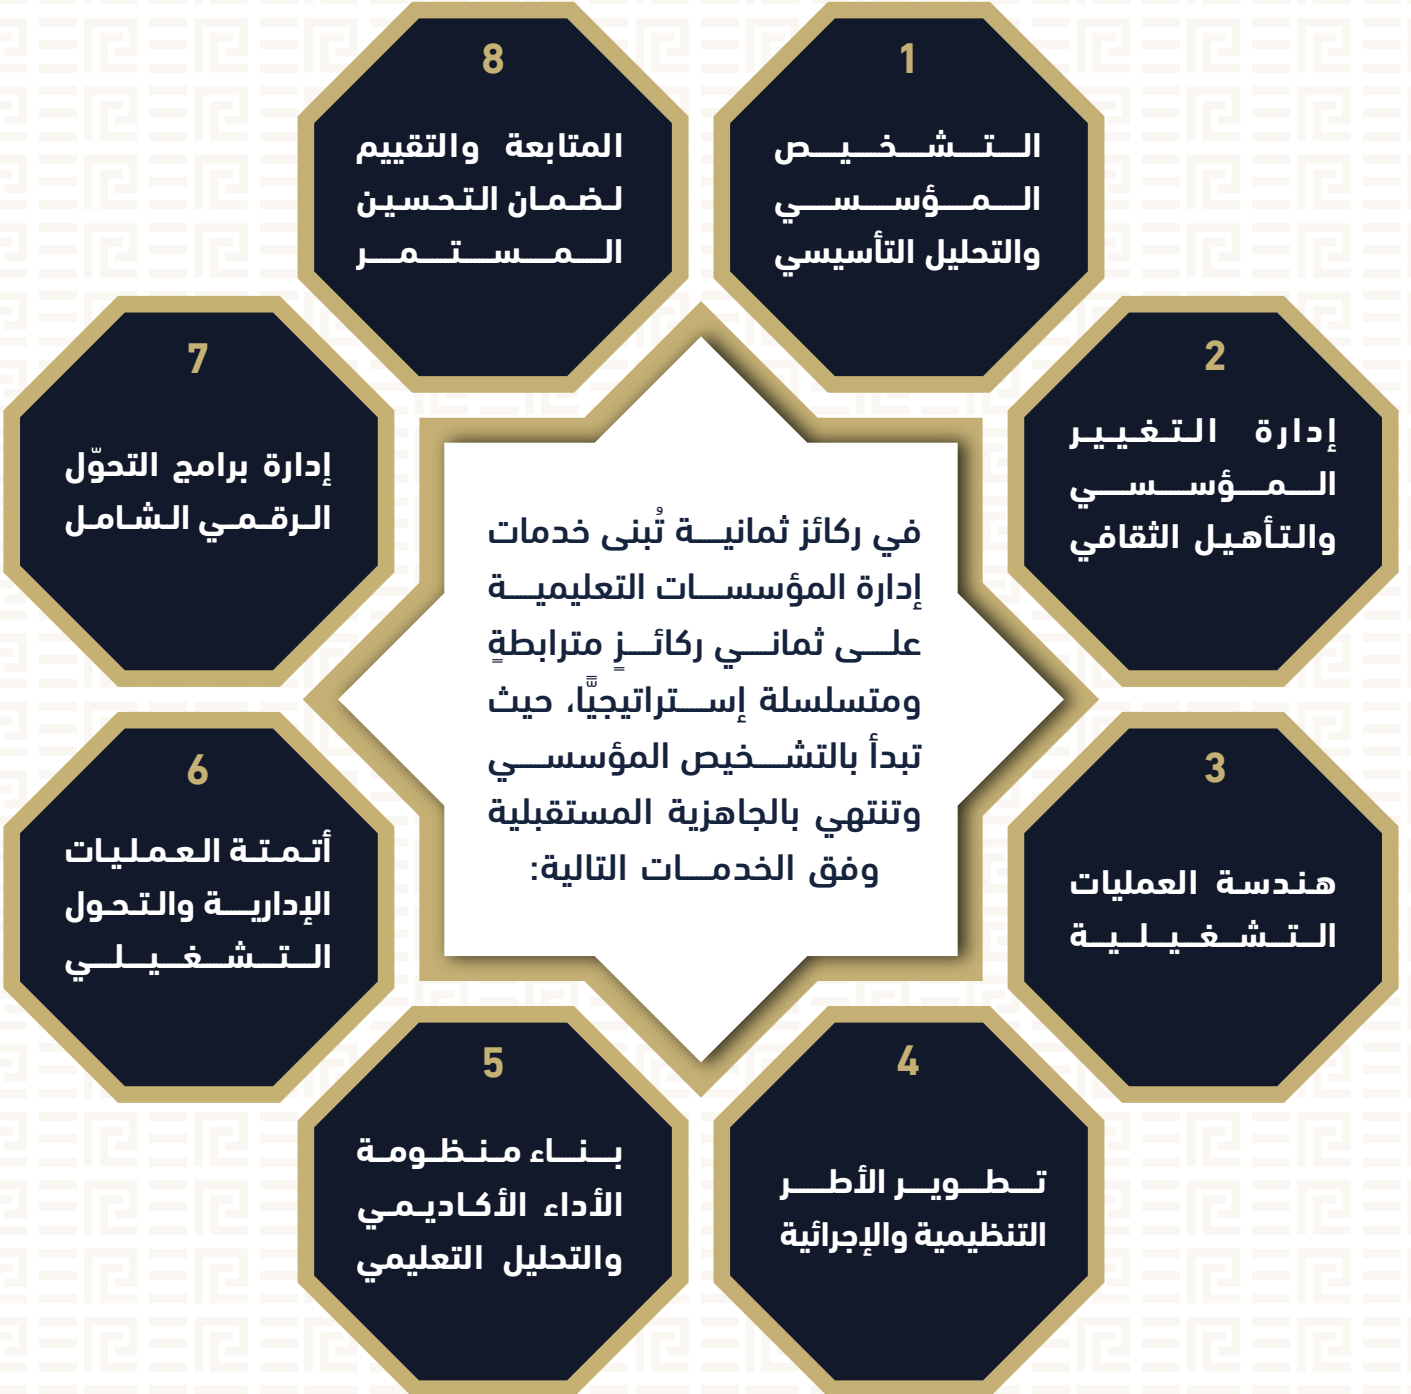 في ركائز ثمانية تُبنى خدمات
إدارة المؤسسات التعليمية
على ثماني ركائزٍ مترابطةٍ
ومتسلسلة إستراتيجيًّا، حيث
تبدأ بالتشخيص المؤسسي
وتنتهي بالجاهزية المستقبلية
وفق الخدمات التالية:
1
التشخيص
المؤسسي
والتحليل التأسيسي
2
إدارة التغيير
المؤسسي
والتأهيل الثقافي
3
هندسة العمليات
التشغيلية
4
تطوير الأطر
التنظيمية والإجرائية
5
بناء منظومة
الأداء الأكاديمي
والتحليل التعليمي
6
أتمتة العمليات
الإدارية والتحول
التشغيلي
7
إدارة برامج التحوّل
الرقمي الشامل
8
المتابعة والتقييم
لضمان التحسين
المستمر